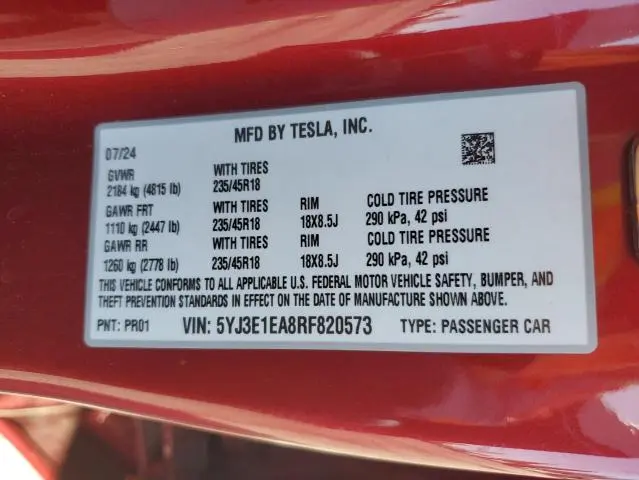 MFD BY TESLA, INC.
07/24
GVWR WITH TIRES
2184 kg (4815 lb) 235/45R18
GAWR FRT WITH TIRES RIM COLD TIRE PRESSURE
1110 kg (2447 lb) 235/45R18 18X8.5J 290 kPa, 42 psi
GAWR RR WITH TIRES RIM COLD TIRE PRESSURE
1260 kg (2778 lb) 235/45R18 18X8.5J 290 kPa, 42 psi
THIS VEHICLE CONFORMS TO ALL APPLICABLE U.S. FEDERAL MOTOR VEHICLE SAFETY, BUMPER, AND
THEFT PREVENTION STANDARDS IN EFFECT ON THE DATE OF MANUFACTURE SHOWN ABOVE.
PNT: PR01 VIN: 5YJ3E1EA8RF820573 TYPE: PASSENGER CAR